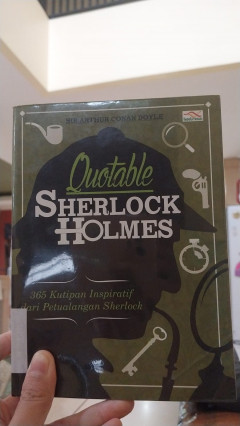 SIR ARTHUR CONAN DOYLE
Quotable
SHERLOCK
HOLMES
365 Kutipan Inspiratif
dari Petualangan Sherlock